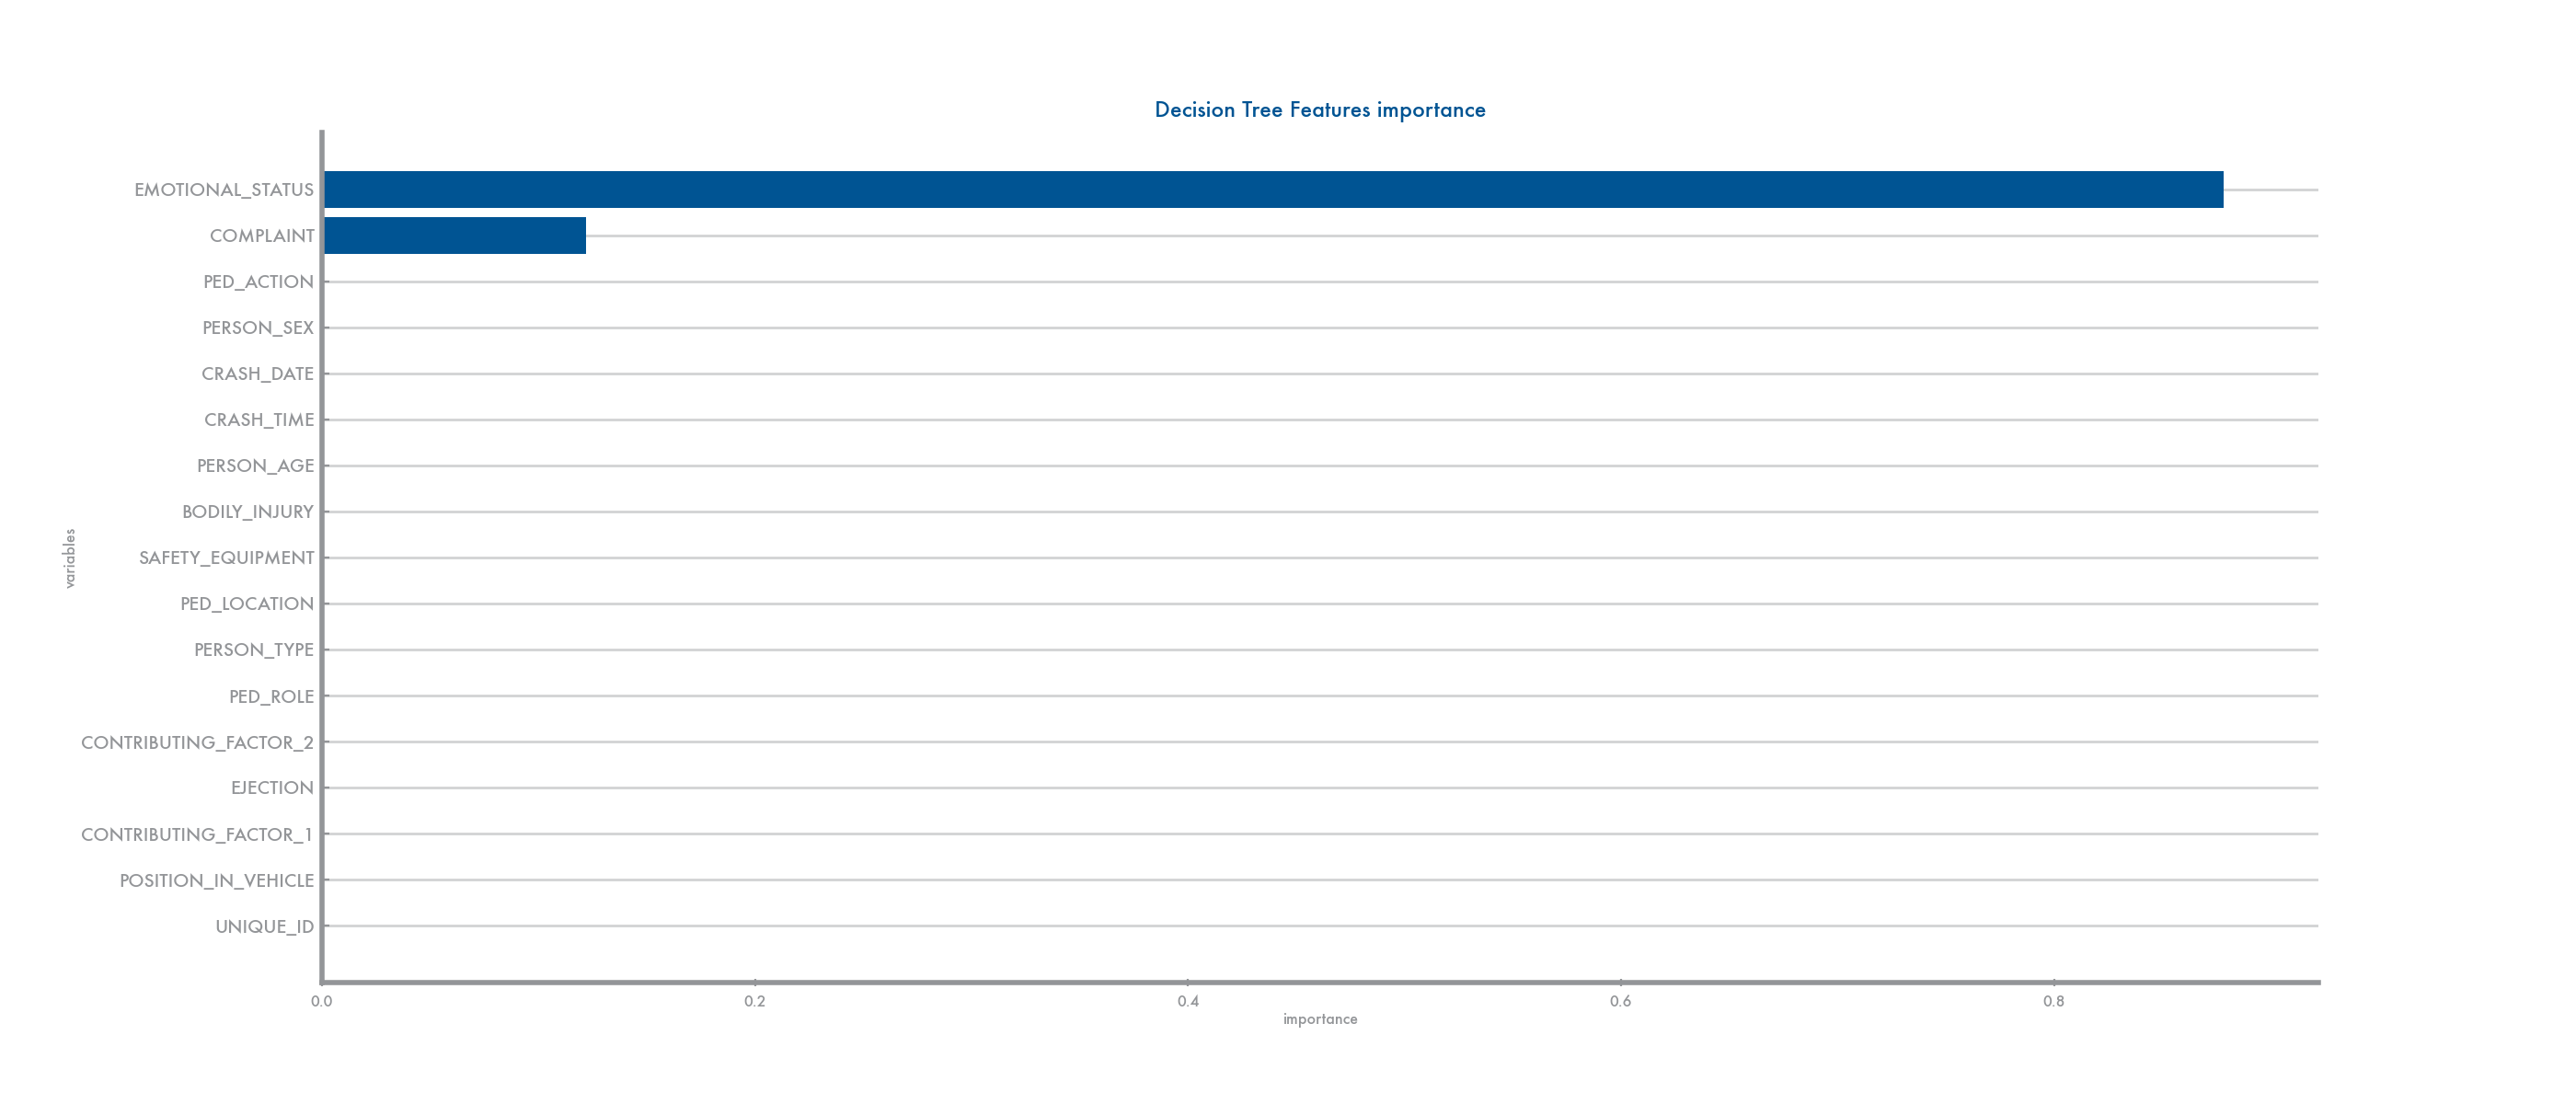 Decision Tree Features importance
EMOTIONAL_STATUS
COMPLAINT
PED_ACTION
PERSON_SEX
CRASH_DATE
CRASH_TIME
PERSON_AGE
BODILY_INJURY
SAFETY_EQUIPMENT
PED_LOCATION
PERSON_TYPE
PED_ROLE
CONTRIBUTING_FACTOR_2
EJECTION
CONTRIBUTING_FACTOR_1
POSITION_IN_VEHICLE
UNIQUE_ID
variables
0.0 0.2 0.4 0.6 0.8
importance